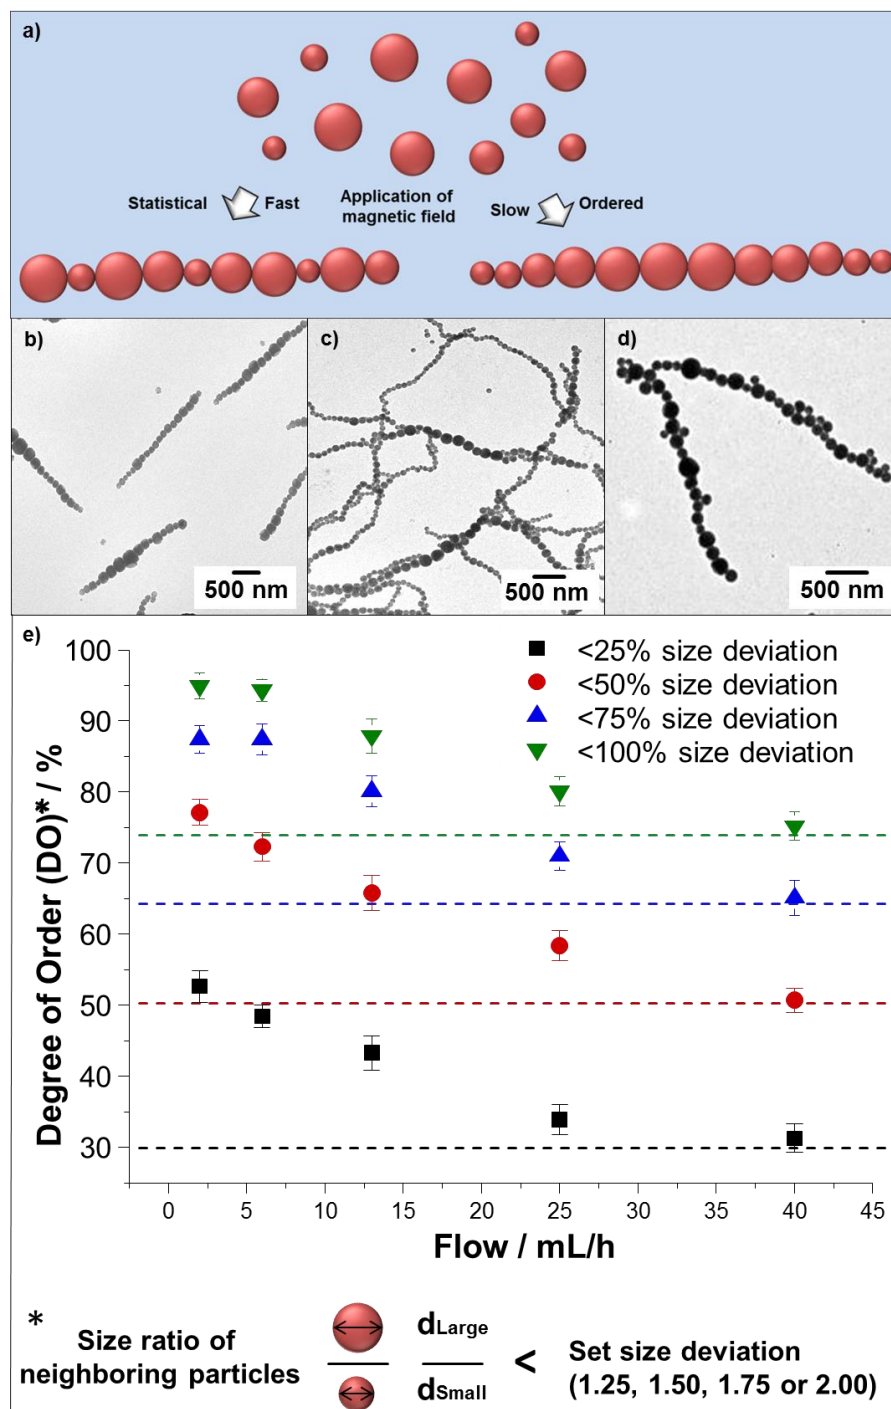 a)
Statistical
Fast
Application of
magnetic field
Slow
Ordered
b)
500 nm
c)
500 nm
d)
500 nm
e)
<25% size deviation
<50% size deviation
<75% size deviation
<100% size deviation
Degree of Order (DO)* / %
100
90
80
70
60
50
40
30
0 5 10 15 20 25 30 35 40 45
Flow / mL/h
*
Size ratio of
neighboring particles
dLarge
dSmall
<
Set size deviation
(1.25, 1.50, 1.75 or 2.00)